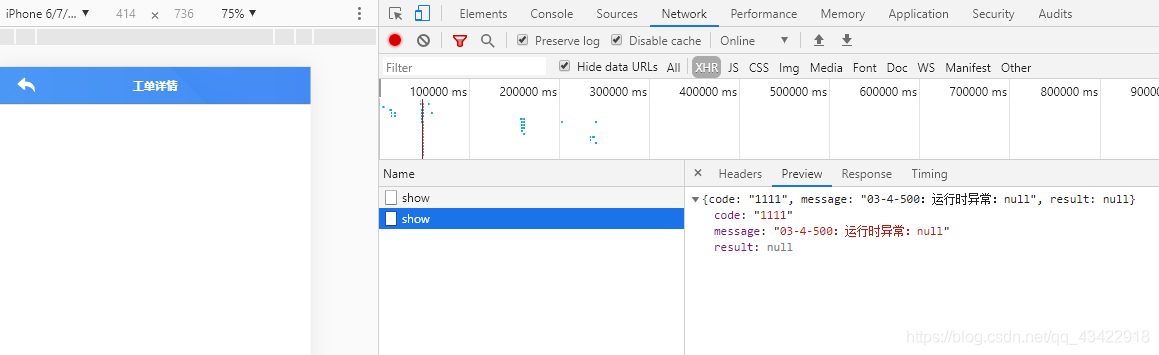 iPhone 6/7/... ▼ 414 × 736 75% ▼
Elements Console Sources Network Performance Memory Application Security Audits
Preserve log Disable cache Online ▼
Filter Hide data URLs All XHR JS CSS Img Media Font Doc WS Manifest Other
工单详情
100000 ms 200000 ms 300000 ms 400000 ms 500000 ms 600000 ms 700000 ms 800000 ms 90000
Name
× Headers Preview Response Timing
show
show
▼{code: "1111", message: "03-4-500: 运行时异常: null", result: null}
code: "1111"
message: "03-4-500: 运行时异常: null"
result: null
https://blog.csdn.net/qq_43422918